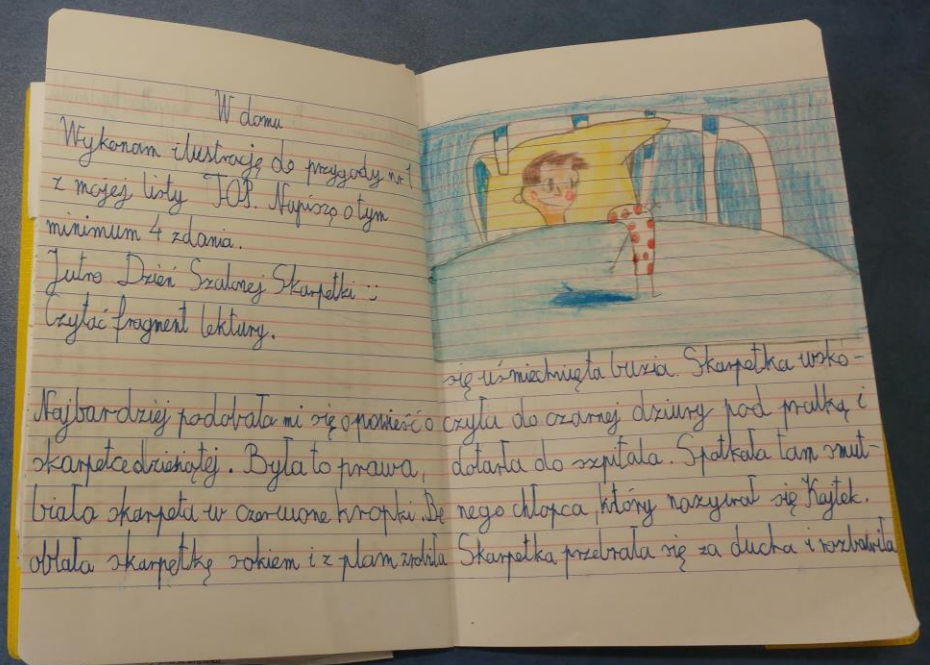 W domu
Wykonam ilustrację do przygody nr 1
z mojej listy TOP. Napiszę o tym
minimum 4 zdania.
Jutro Dzień Szalonej Skarpetki :)
Czytać fragment lektury.
Najbardziej podobała mi się opowieść o
skarpetce dziesiątej. Była to prawa,
biała skarpeta w czerwone kropki. Be
oblała skarpętkę sokiem i z plam zrobiła
się uśmiechnięta buzia. Skarpetka wsko-
czyła do czarnej dziury pod pralką i
dotarła do szpitala. Spotkała tam smut-
nego chłopca, który nazywał się Kajtek.
Skarpetka przebrała się za ducha i rozbawiła